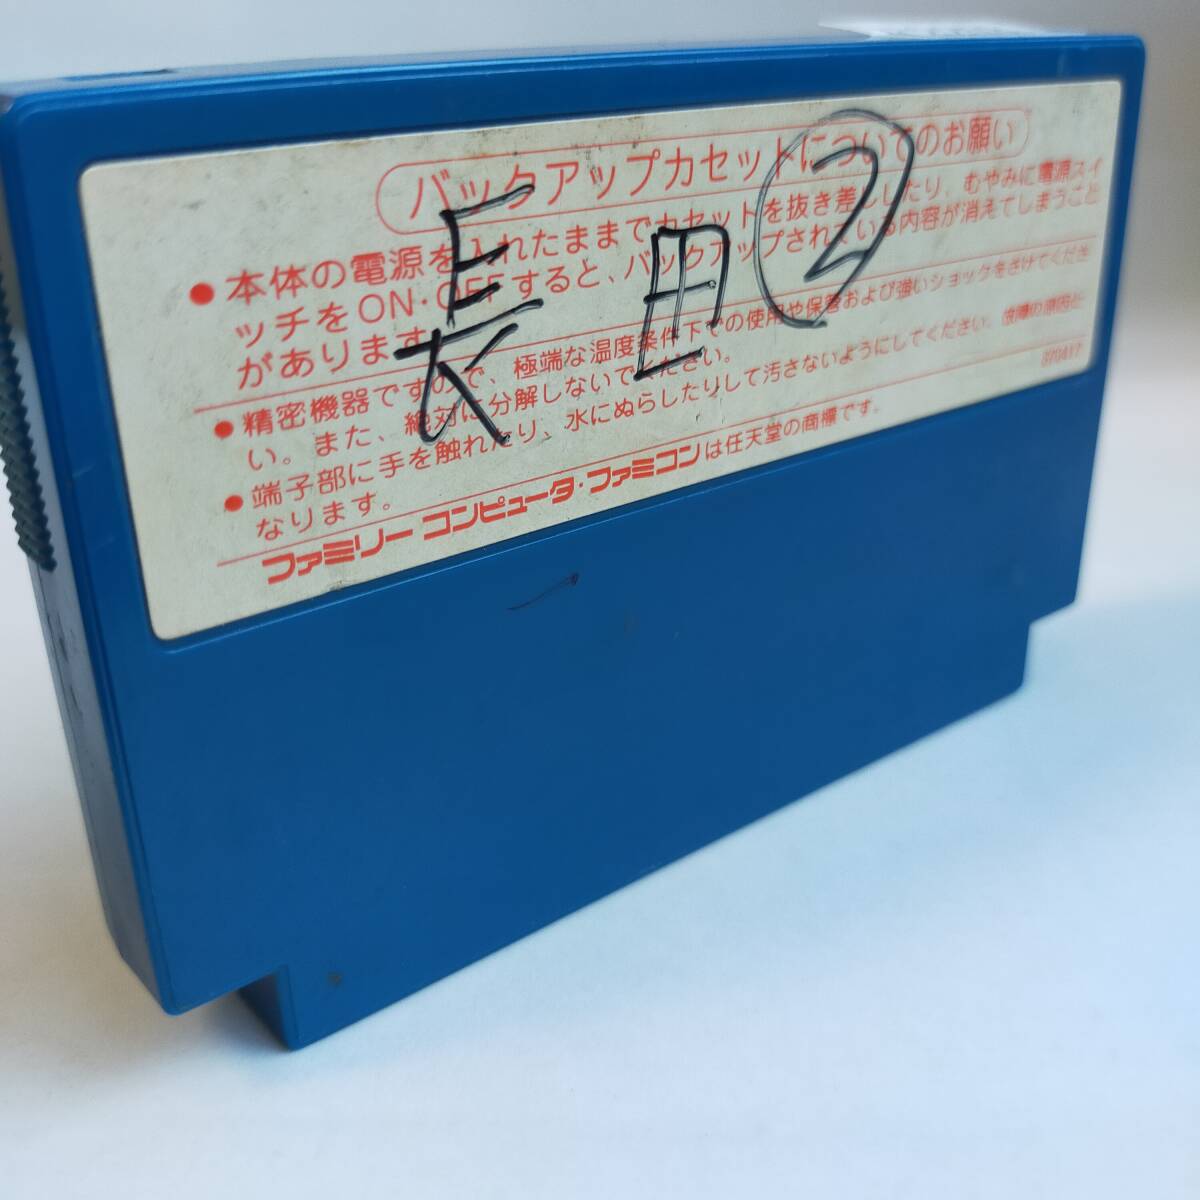 バックアップカセットについてのお願い
●本体の電源を入れたままでカセットを抜き差ししたり、むやみに電源スイ
ッチをON・OFFすると、バックアップされている内容が消えてしまうこと
があります。
●精密機器ですので、極端な温度条件下での使用や保管および強いショックをさけてくださ
い。また、絶対に分解しないでください。
●端子部に手を触れたり、水にぬらしたりして汚さないようにしてください。故障の原因と
なります。
370417
ファミリーコンピュータ・ファミコンは任天堂の商標です。
長田②